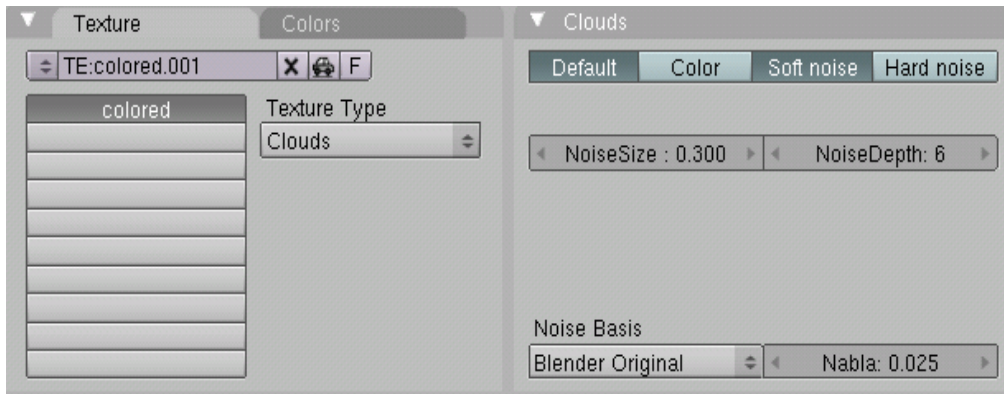 Texture Colors
TE:colored.001 X F
colored
Texture Type
Clouds
Clouds
Default Color Soft noise Hard noise
NoiseSize : 0.300 NoiseDepth: 6
Noise Basis
Blender Original Nabla: 0.025